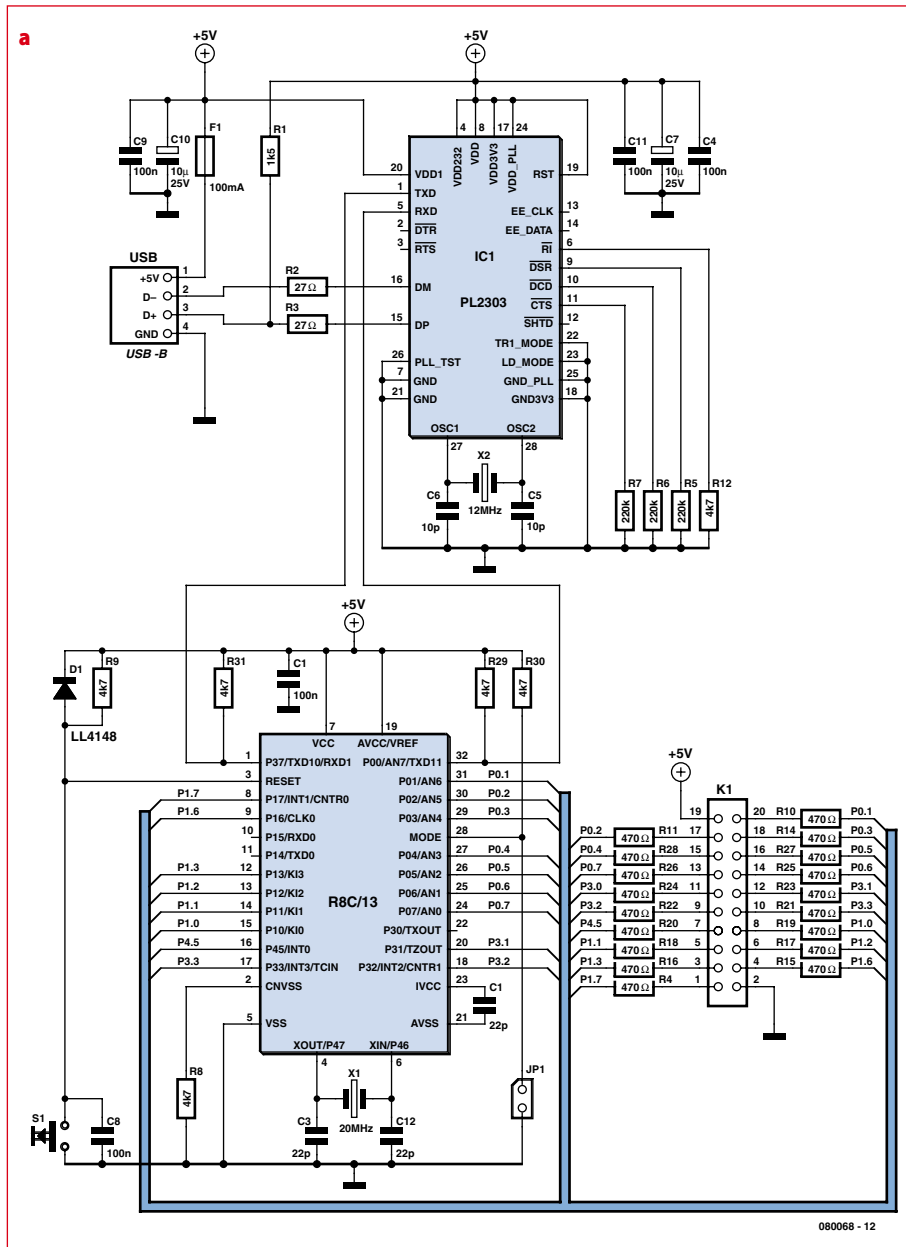 a
+5V
+5V
C9
100n
C10
10µ
25V
F1
100mA
R1
1k5
C11
100n
C7
10µ
25V
C4
100n
4
8
17
24
VDD232
VDD
VDD3V3
VDD_PLL
20
VDD1
1
TXD
5
RXD
2
DTR
3
RTS
16
DM
15
DP
26
PLL_TST
7
GND
21
GND
IC1
PL2303
RST
19
EE_CLK
13
EE_DATA
14
RI
6
DSR
9
DCD
10
CTS
11
SHTD
12
TR1_MODE
22
LD_MODE
23
GND_PLL
25
GND3V3
18
OSC1
OSC2
27
28
USB
+5V
1
D–
2
D+
3
GND
4
USB -B
R2
27Ω
R3
27Ω
X2
12MHz
C6
10p
C5
10p
R7
220k
R6
220k
R5
220k
R12
4k7
+5V
D1
LL4148
R9
4k7
R31
4k7
C1
100n
R29
4k7
R30
4k7
7
19
VCC
AVCC/VREF
1
P37/TXD10/RXD1
3
RESET
P1.7
8
P17/INT1/CNTR0
P1.6
9
P16/CLK0
10
P15/RXD0
11
P14/TXD0
P1.3
12
P13/KI3
P1.2
13
P12/KI2
P1.1
14
P11/KI1
P1.0
15
P10/KI0
P4.5
16
P45/INT0
P3.3
17
P33/INT3/TCIN
2
CNVSS
5
VSS
R8C/13
P00/AN7/TXD11
32
P01/AN6
31
P0.1
P02/AN5
30
P0.2
P03/AN4
29
P0.3
MODE
28
P04/AN3
27
P0.4
P05/AN2
26
P0.5
P06/AN1
25
P0.6
P07/AN0
24
P0.7
P30/TXOUT
22
P31/TZOUT
20
P3.1
P32/INT2/CNTR1
18
P3.2
IVCC
23
AVSS
21
C1
22p
XOUT/P47
XIN/P46
4
6
X1
20MHz
C3
22p
C12
22p
R8
4k7
S1
C8
100n
JP1
+5V
K1
19
20
R10
470Ω
P0.1
P0.2
470Ω
R11
17
18
R14
470Ω
P0.3
P0.4
470Ω
R28
15
16
R27
470Ω
P0.5
P0.7
470Ω
R26
13
14
R25
470Ω
P0.6
P3.0
470Ω
R24
11
12
R23
470Ω
P3.1
P3.2
470Ω
R22
9
10
R21
470Ω
P3.3
P4.5
470Ω
R20
7
8
R19
470Ω
P1.0
P1.1
470Ω
R18
5
6
R17
470Ω
P1.2
P1.3
470Ω
R16
3
4
R15
470Ω
P1.6
P1.7
470Ω
R4
1
2
080068 - 12